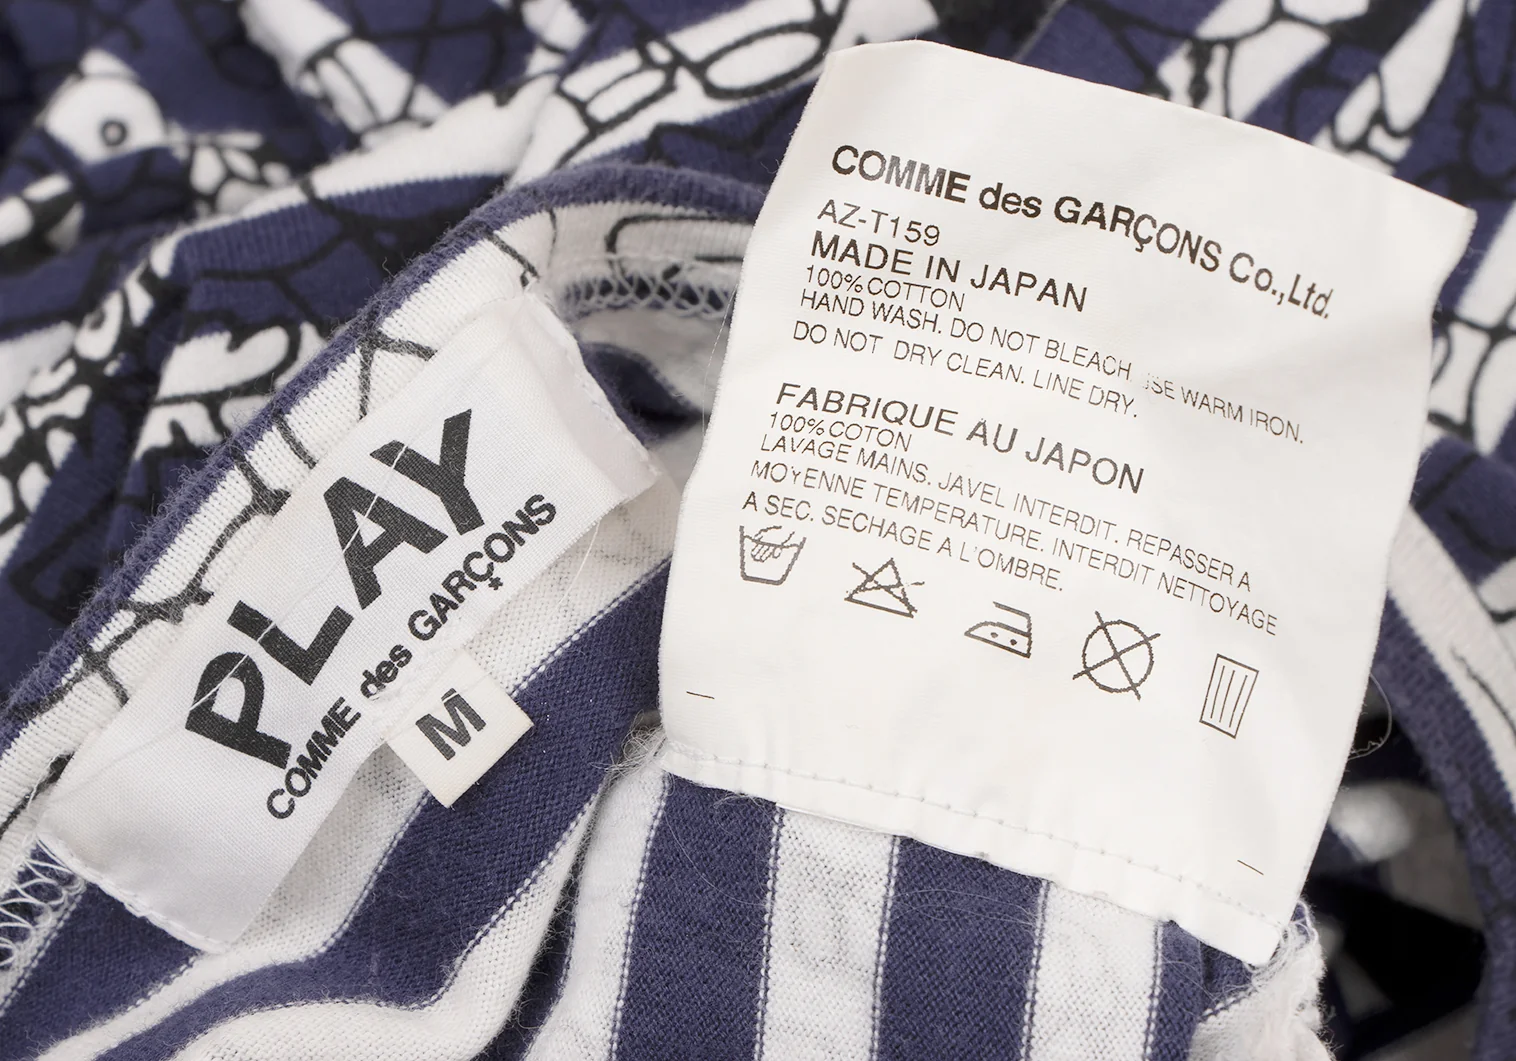 PLAY
COMME des GARÇONS
M
COMME des GARÇONS Co.,Ltd.
AZ-T159
MADE IN JAPAN
100% COTTON
HAND WASH. DO NOT BLEACH. USE WARM IRON.
DO NOT DRY CLEAN. LINE DRY.
FABRIQUE AU JAPON
100% COTON
LAVAGE MAINS. JAVEL INTERDIT. REPASSER A
MOYENNE TEMPERATURE. INTERDIT NETTOYAGE
A SEC. SECHAGE A L'OMBRE.